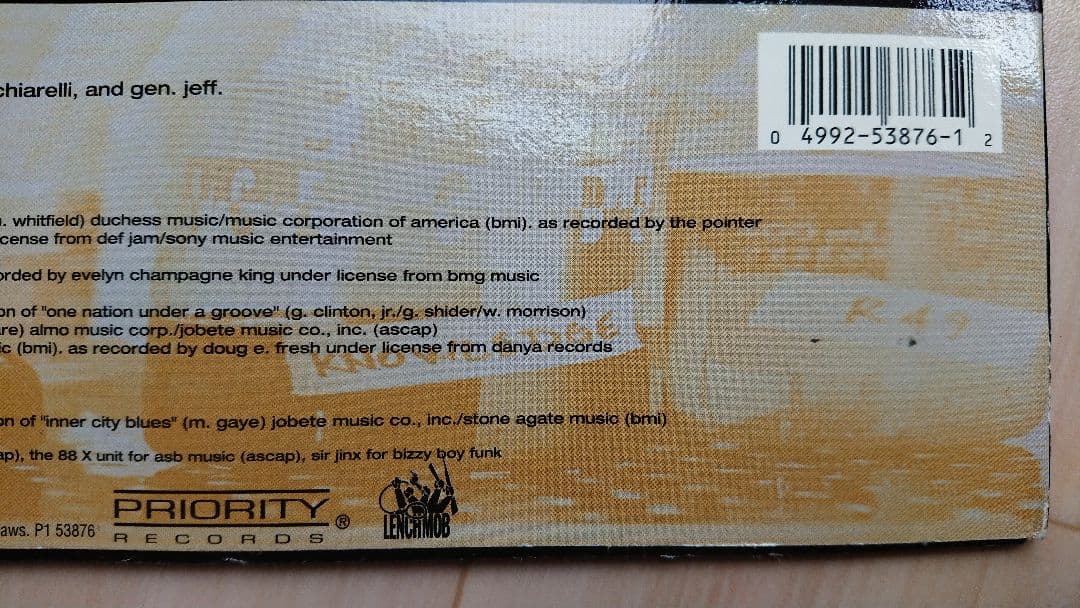 chiarelli, and gen. jeff.
0 4992-53876-1 2
. whitfield) duchess music/music corporation of america (bmi). as recorded by the pointer
cense from def jam/sony music entertainment
orded by evelyn champagne king under license from bmg music
on of "one nation under a groove" (g. clinton, jr./g. shider/w. morrison)
re) almo music corp./jobete music co., inc. (ascap)
ic (bmi). as recorded by doug e. fresh under license from danya records
KNOWLEDGE
R49
on of "inner city blues" (m. gaye) jobete music co., inc./stone agate music (bmi)
ap), the 88 X unit for asb music (ascap), sir jinx for bizzy boy funk
aws. P1 53876
PRIORITY ®
RECORDS
LENCH MOB